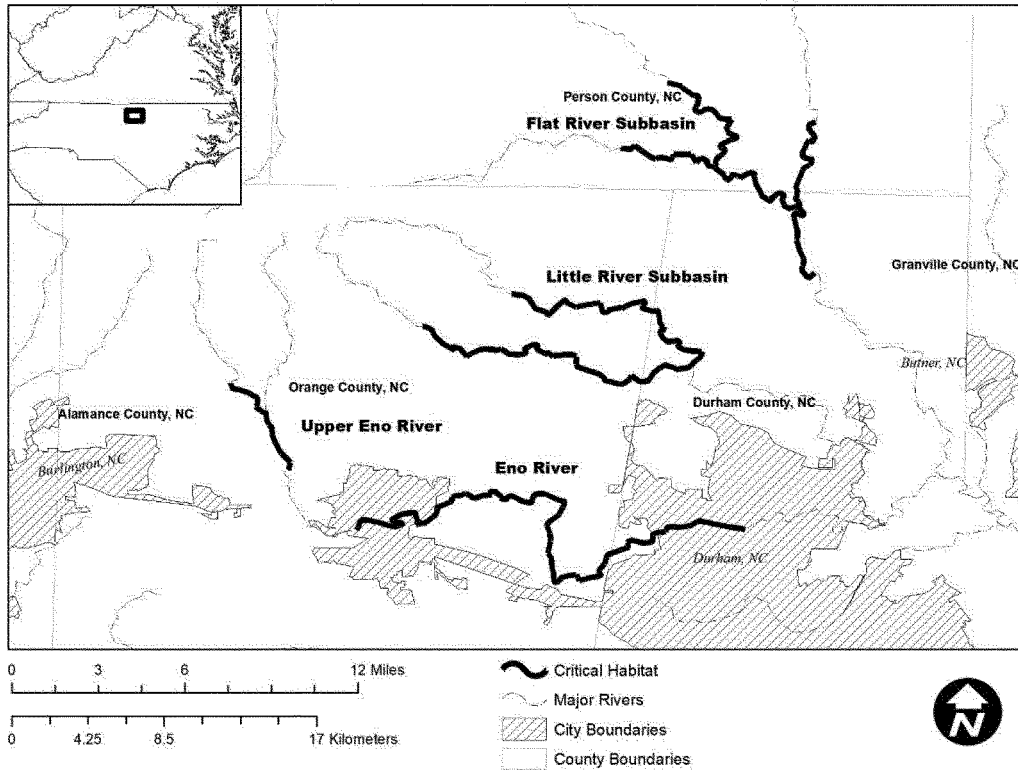 Person County, NC
Flat River Subbasin
Granville County, NC
Little River Subbasin
Butner, NC
Orange County, NC
Durham County, NC
Alamance County, NC
Upper Eno River
Burlington, NC
Eno River
Durham, NC
0 3 6 12 Miles
0 4.25 8.5 17 Kilometers
Critical Habitat
Major Rivers
City Boundaries
County Boundaries
N